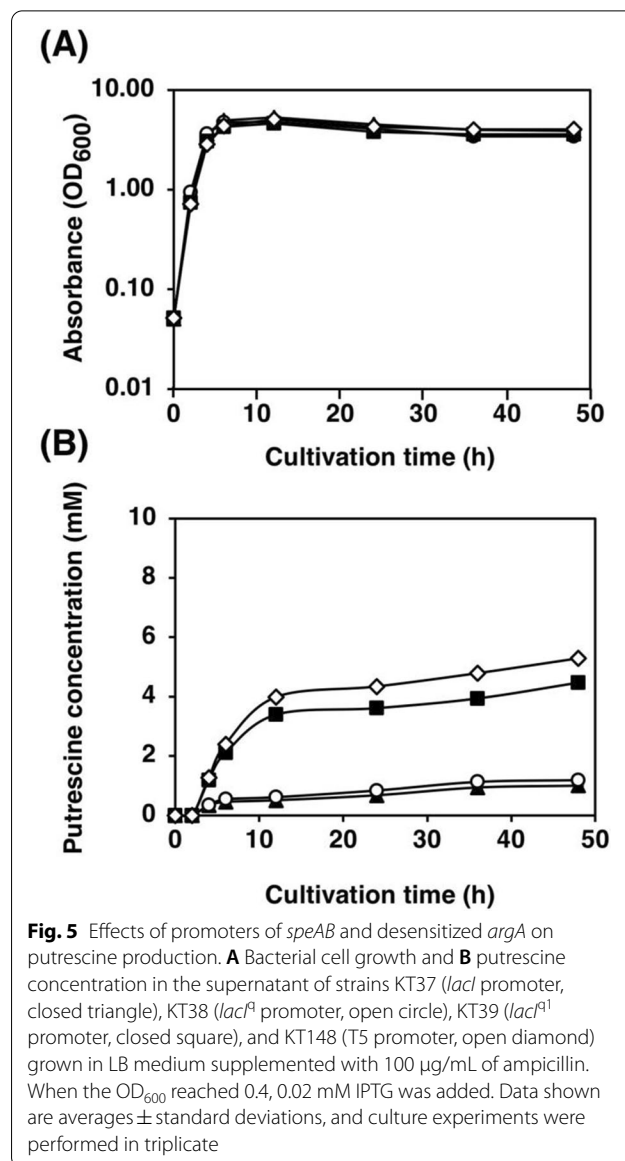 (A)
10.00
1.00
0.10
0.01
Absorbance (OD600)
0
10
20
30
40
50
Cultivation time (h)
(B)
10
8
6
4
2
0
Putrescine concentration (mM)
0
10
20
30
40
50
Cultivation time (h)
Fig. 5 Effects of promoters of speAB and desensitized argA on
putrescine production. A Bacterial cell growth and B putrescine
concentration in the supernatant of strains KT37 (lacI promoter,
closed triangle), KT38 (lacIq promoter, open circle), KT39 (lacIq1
promoter, closed square), and KT148 (T5 promoter, open diamond)
grown in LB medium supplemented with 100 μg/mL of ampicillin.
When the OD600 reached 0.4, 0.02 mM IPTG was added. Data shown
are averages ± standard deviations, and culture experiments were
performed in triplicate